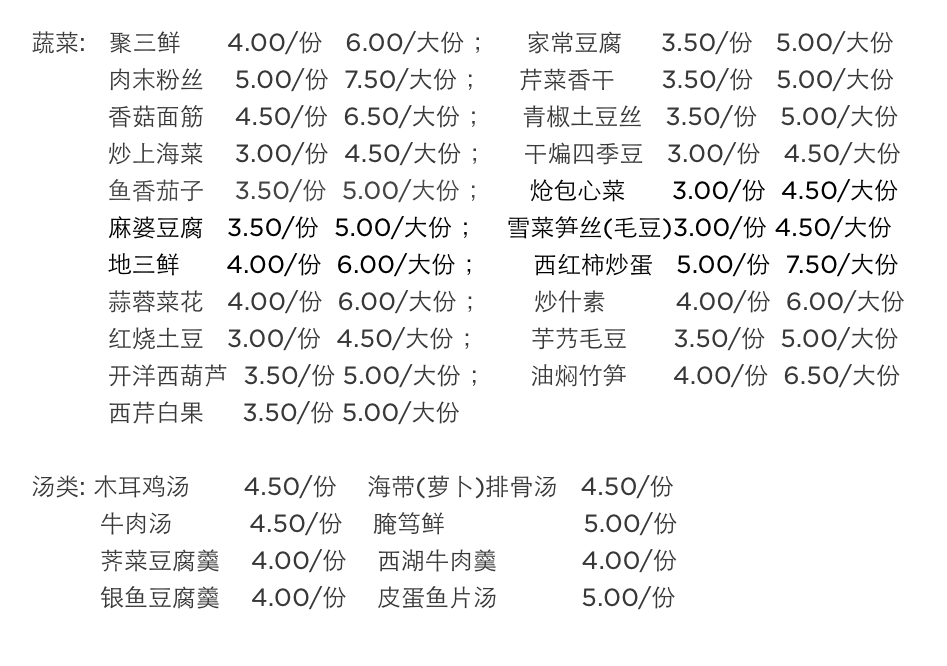 蔬菜: 聚三鲜 4.00/份 6.00/大份； 家常豆腐 3.50/份 5.00/大份
肉末粉丝 5.00/份 7.50/大份； 芹菜香干 3.50/份 5.00/大份
香菇面筋 4.50/份 6.50/大份； 青椒土豆丝 3.50/份 5.00/大份
炒上海菜 3.00/份 4.50/大份； 干煸四季豆 3.00/份 4.50/大份
鱼香茄子 3.50/份 5.00/大份； 炝包心菜 3.00/份 4.50/大份
麻婆豆腐 3.50/份 5.00/大份； 雪菜笋丝(毛豆)3.00/份 4.50/大份
地三鲜 4.00/份 6.00/大份； 西红柿炒蛋 5.00/份 7.50/大份
蒜蓉菜花 4.00/份 6.00/大份； 炒什素 4.00/份 6.00/大份
红烧土豆 3.00/份 4.50/大份； 芋艿毛豆 3.50/份 5.00/大份
开洋西葫芦 3.50/份 5.00/大份； 油焖竹笋 4.00/份 6.50/大份
西芹白果 3.50/份 5.00/大份
汤类: 木耳鸡汤 4.50/份 海带(萝卜)排骨汤 4.50/份
牛肉汤 4.50/份 腌笃鲜 5.00/份
荠菜豆腐羹 4.00/份 西湖牛肉羹 4.00/份
银鱼豆腐羹 4.00/份 皮蛋鱼片汤 5.00/份